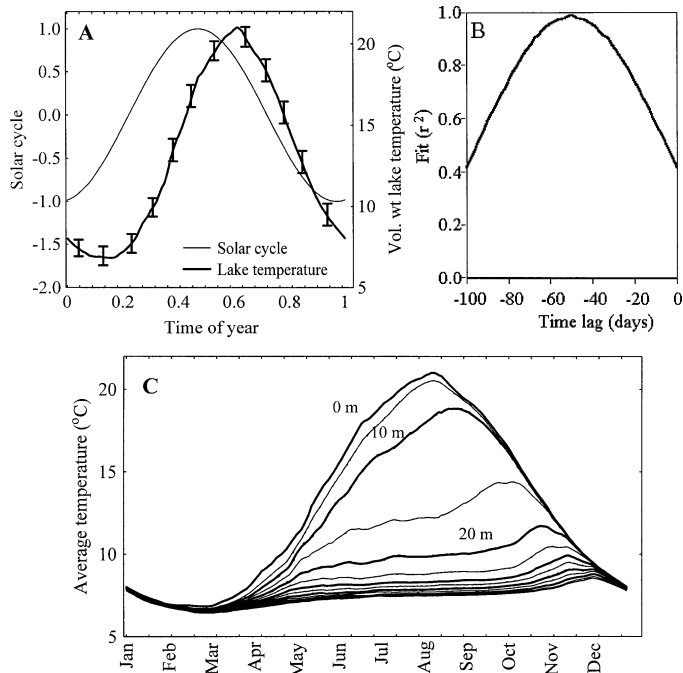 A
Solar cycle
1.0
0.5
0.0
-0.5
-1.0
-1.5
-2.0
0 0.2 0.4 0.6 0.8 1
Time of year
20
15
10
5
Vol. wt lake temperature (°C)
Solar cycle
Lake temperature
B
Fit (r²)
1.0
0.8
0.6
0.4
0.2
0.0
-100 -80 -60 -40 -20 0
Time lag (days)
C
Average temperature (°C)
20
15
10
5
0 m
10 m
20 m
Jan Feb Mar Apr May Jun Jul Aug Sep Oct Nov Dec